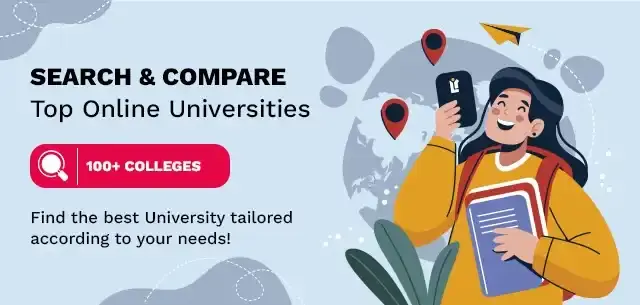 SEARCH & COMPARE
Top Online Universities
100+ COLLEGES
Find the best University tailored
according to your needs!